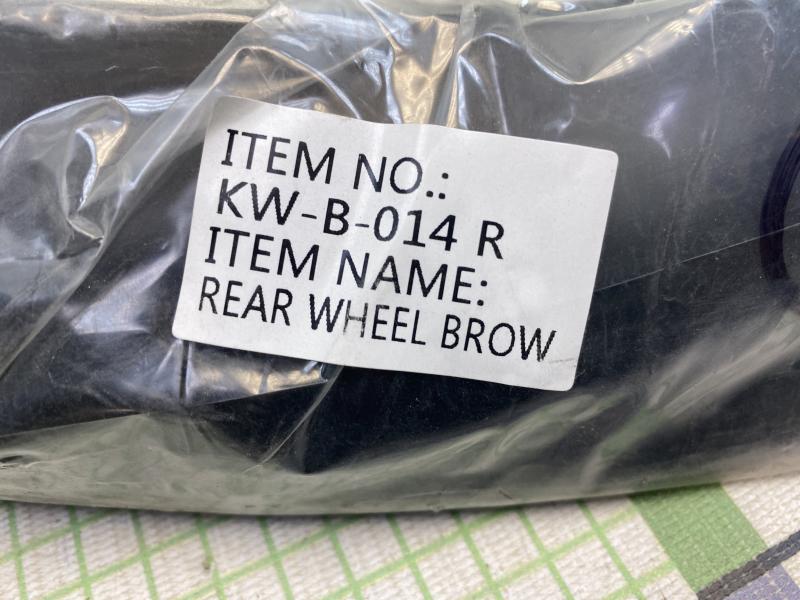 ITEM NO.:
KW-B-014 R
ITEM NAME:
REAR WHEEL BROW